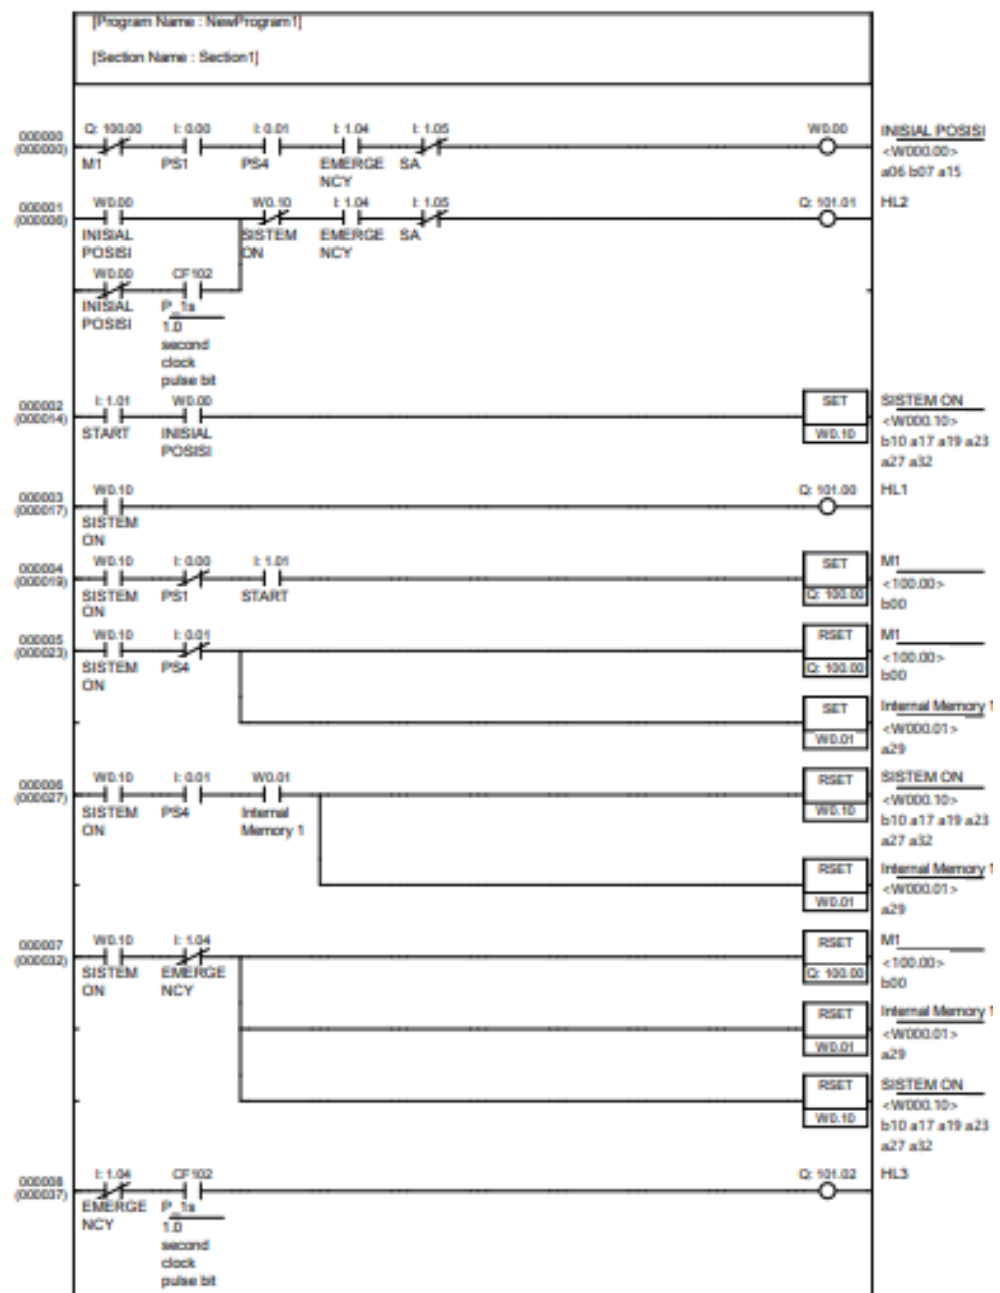 [Program Name : NewProgram1]
[Section Name : Section1]
000000
(000000)
Q: 100.00 I: 0.00 I: 0.01 I: 1.04 I: 1.05 W0.00
M1 PS1 PS4 EMERGE SA
NCY
INISIAL POSISI
<W000.00>
a06 b07 a15
000001
(000006)
W0.00 W0.10 I: 1.04 I: 1.05 Q: 101.01
INISIAL SISTEM EMERGE SA
POSISI ON NCY
HL2
W0.00 CF102
INISIAL P_1s
POSISI 1.0
second
clock
pulse bit
000002
(000014)
I: 1.01 W0.00
START INISIAL
POSISI
SET
W0.10
SISTEM ON
<W000.10>
b10 a17 a19 a23
a27 a32
000003
(000017)
W0.10 Q: 101.00
SISTEM
ON
HL1
000004
(000019)
W0.10 I: 0.00 I: 1.01
SISTEM PS1 START
ON
SET
Q: 100.00
M1
<100.00>
b00
000005
(000023)
W0.10 I: 0.01
SISTEM PS4
ON
RSET
Q: 100.00
M1
<100.00>
b00
SET
W0.01
Internal Memory 1
<W000.01>
a29
000006
(000027)
W0.10 I: 0.01 W0.01
SISTEM PS4 Internal
ON Memory 1
RSET
W0.10
SISTEM ON
<W000.10>
b10 a17 a19 a23
a27 a32
RSET
W0.01
Internal Memory 1
<W000.01>
a29
000007
(000032)
W0.10 I: 1.04
SISTEM EMERGE
ON NCY
RSET
Q: 100.00
M1
<100.00>
b00
RSET
W0.01
Internal Memory 1
<W000.01>
a29
RSET
W0.10
SISTEM ON
<W000.10>
b10 a17 a19 a23
a27 a32
000008
(000037)
I: 1.04 CF102 Q: 101.02
EMERGE P_1s
NCY 1.0
second
clock
pulse bit
HL3